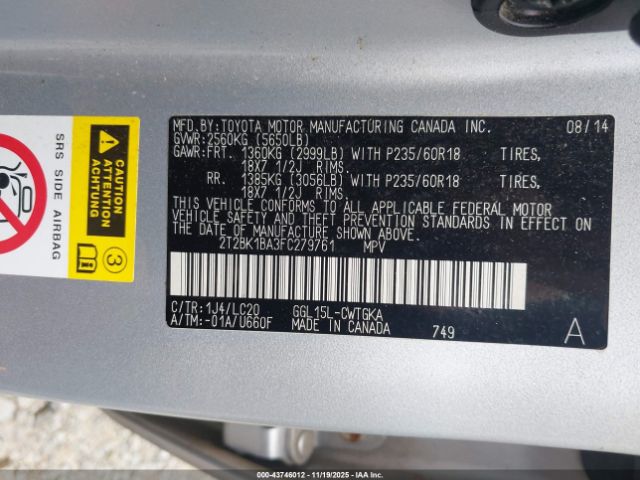 MFD.BY:TOYOTA MOTOR MANUFACTURING CANADA INC. 08/14
GVWR:2560KG (5650LB)
GAWR:FRT. 1360KG (2999LB) WITH P235/60R18 TIRES,
18X7 1/2J RIMS.
RR. 1385KG (3056LB) WITH P235/60R18 TIRES,
18X7 1/2J RIMS.
THIS VEHICLE CONFORMS TO ALL APPLICABLE FEDERAL MOTOR
VEHICLE SAFETY AND THEFT PREVENTION STANDARDS IN EFFECT ON
THE DATE OF MANUFACTURE SHOWN ABOVE.
2T2BK1BA3FC279761 MPV
C/TR:1J4/LC20 GGL15L-CWTGKA
A/TM:-01A/U660F MADE IN CANADA 749 A
SRS SIDE AIRBAG
3
000-43746012 - 11/19/2025 - IAA Inc.